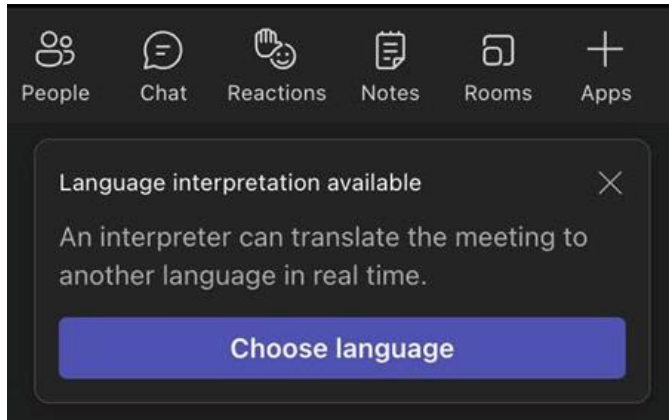 People Chat Reactions Notes Rooms Apps
Language interpretation available
An interpreter can translate the meeting to
another language in real time.
Choose language